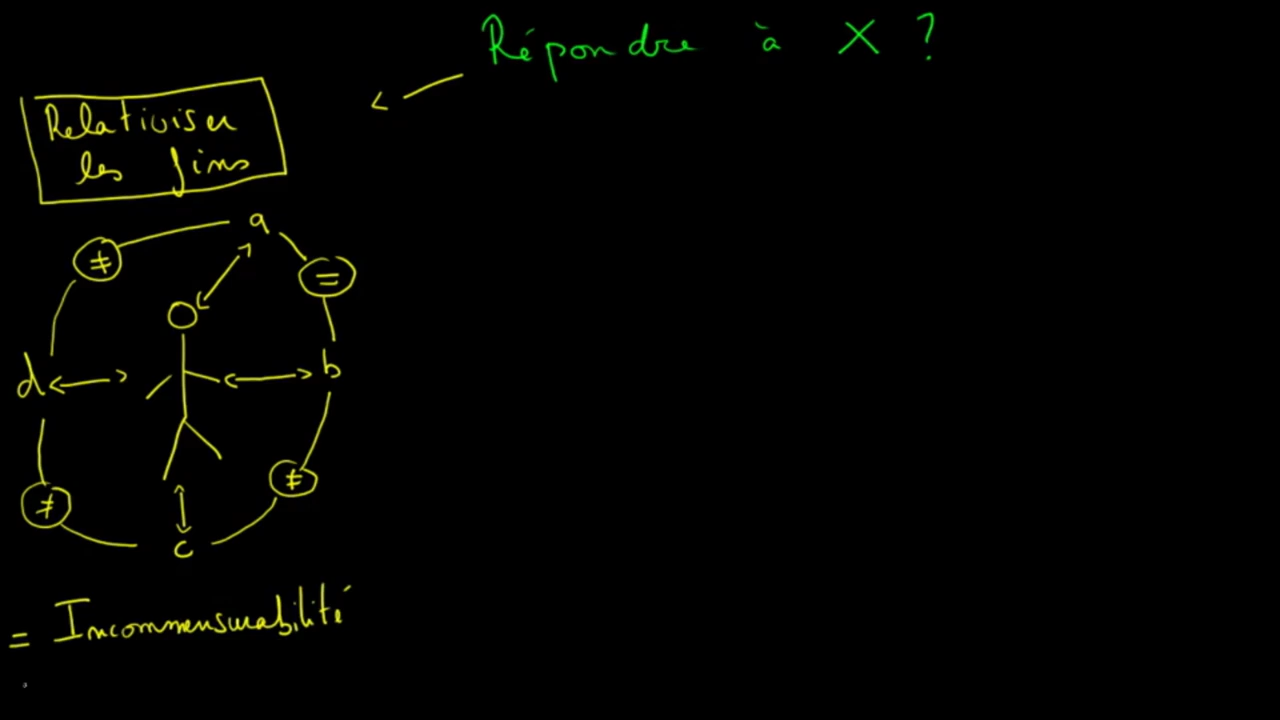 Répondre à X ?
Relativiser
les fins
a
≠
=
d
b
≠
≠
c
= Incommensurabilité